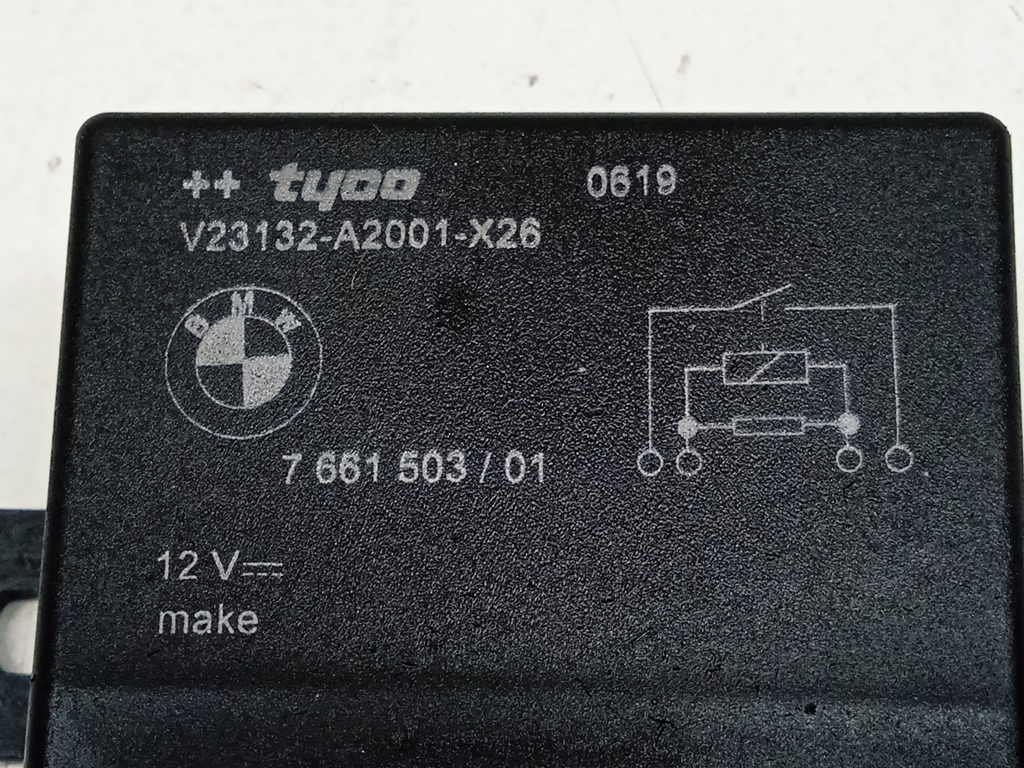 ++ tyco 0619
V23132-A2001-X26
BMW
7 661 503 / 01
12 V
make